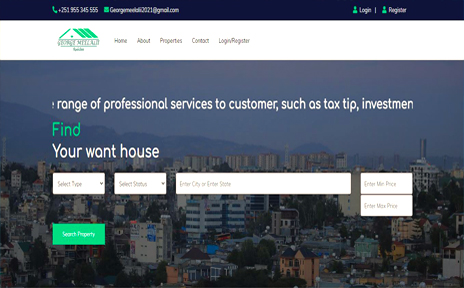 +251 955 345 555 Georgemeelalii2021@gmail.com Login | Register
GEORGE MEELALII
Home About Properties Contact Login/Register
range of professional services to customer, such as tax tip, investmen
Find
Your want house
Select Type Select Status Enter City or Enter State Enter Min Price
Enter Max Price
Search Property